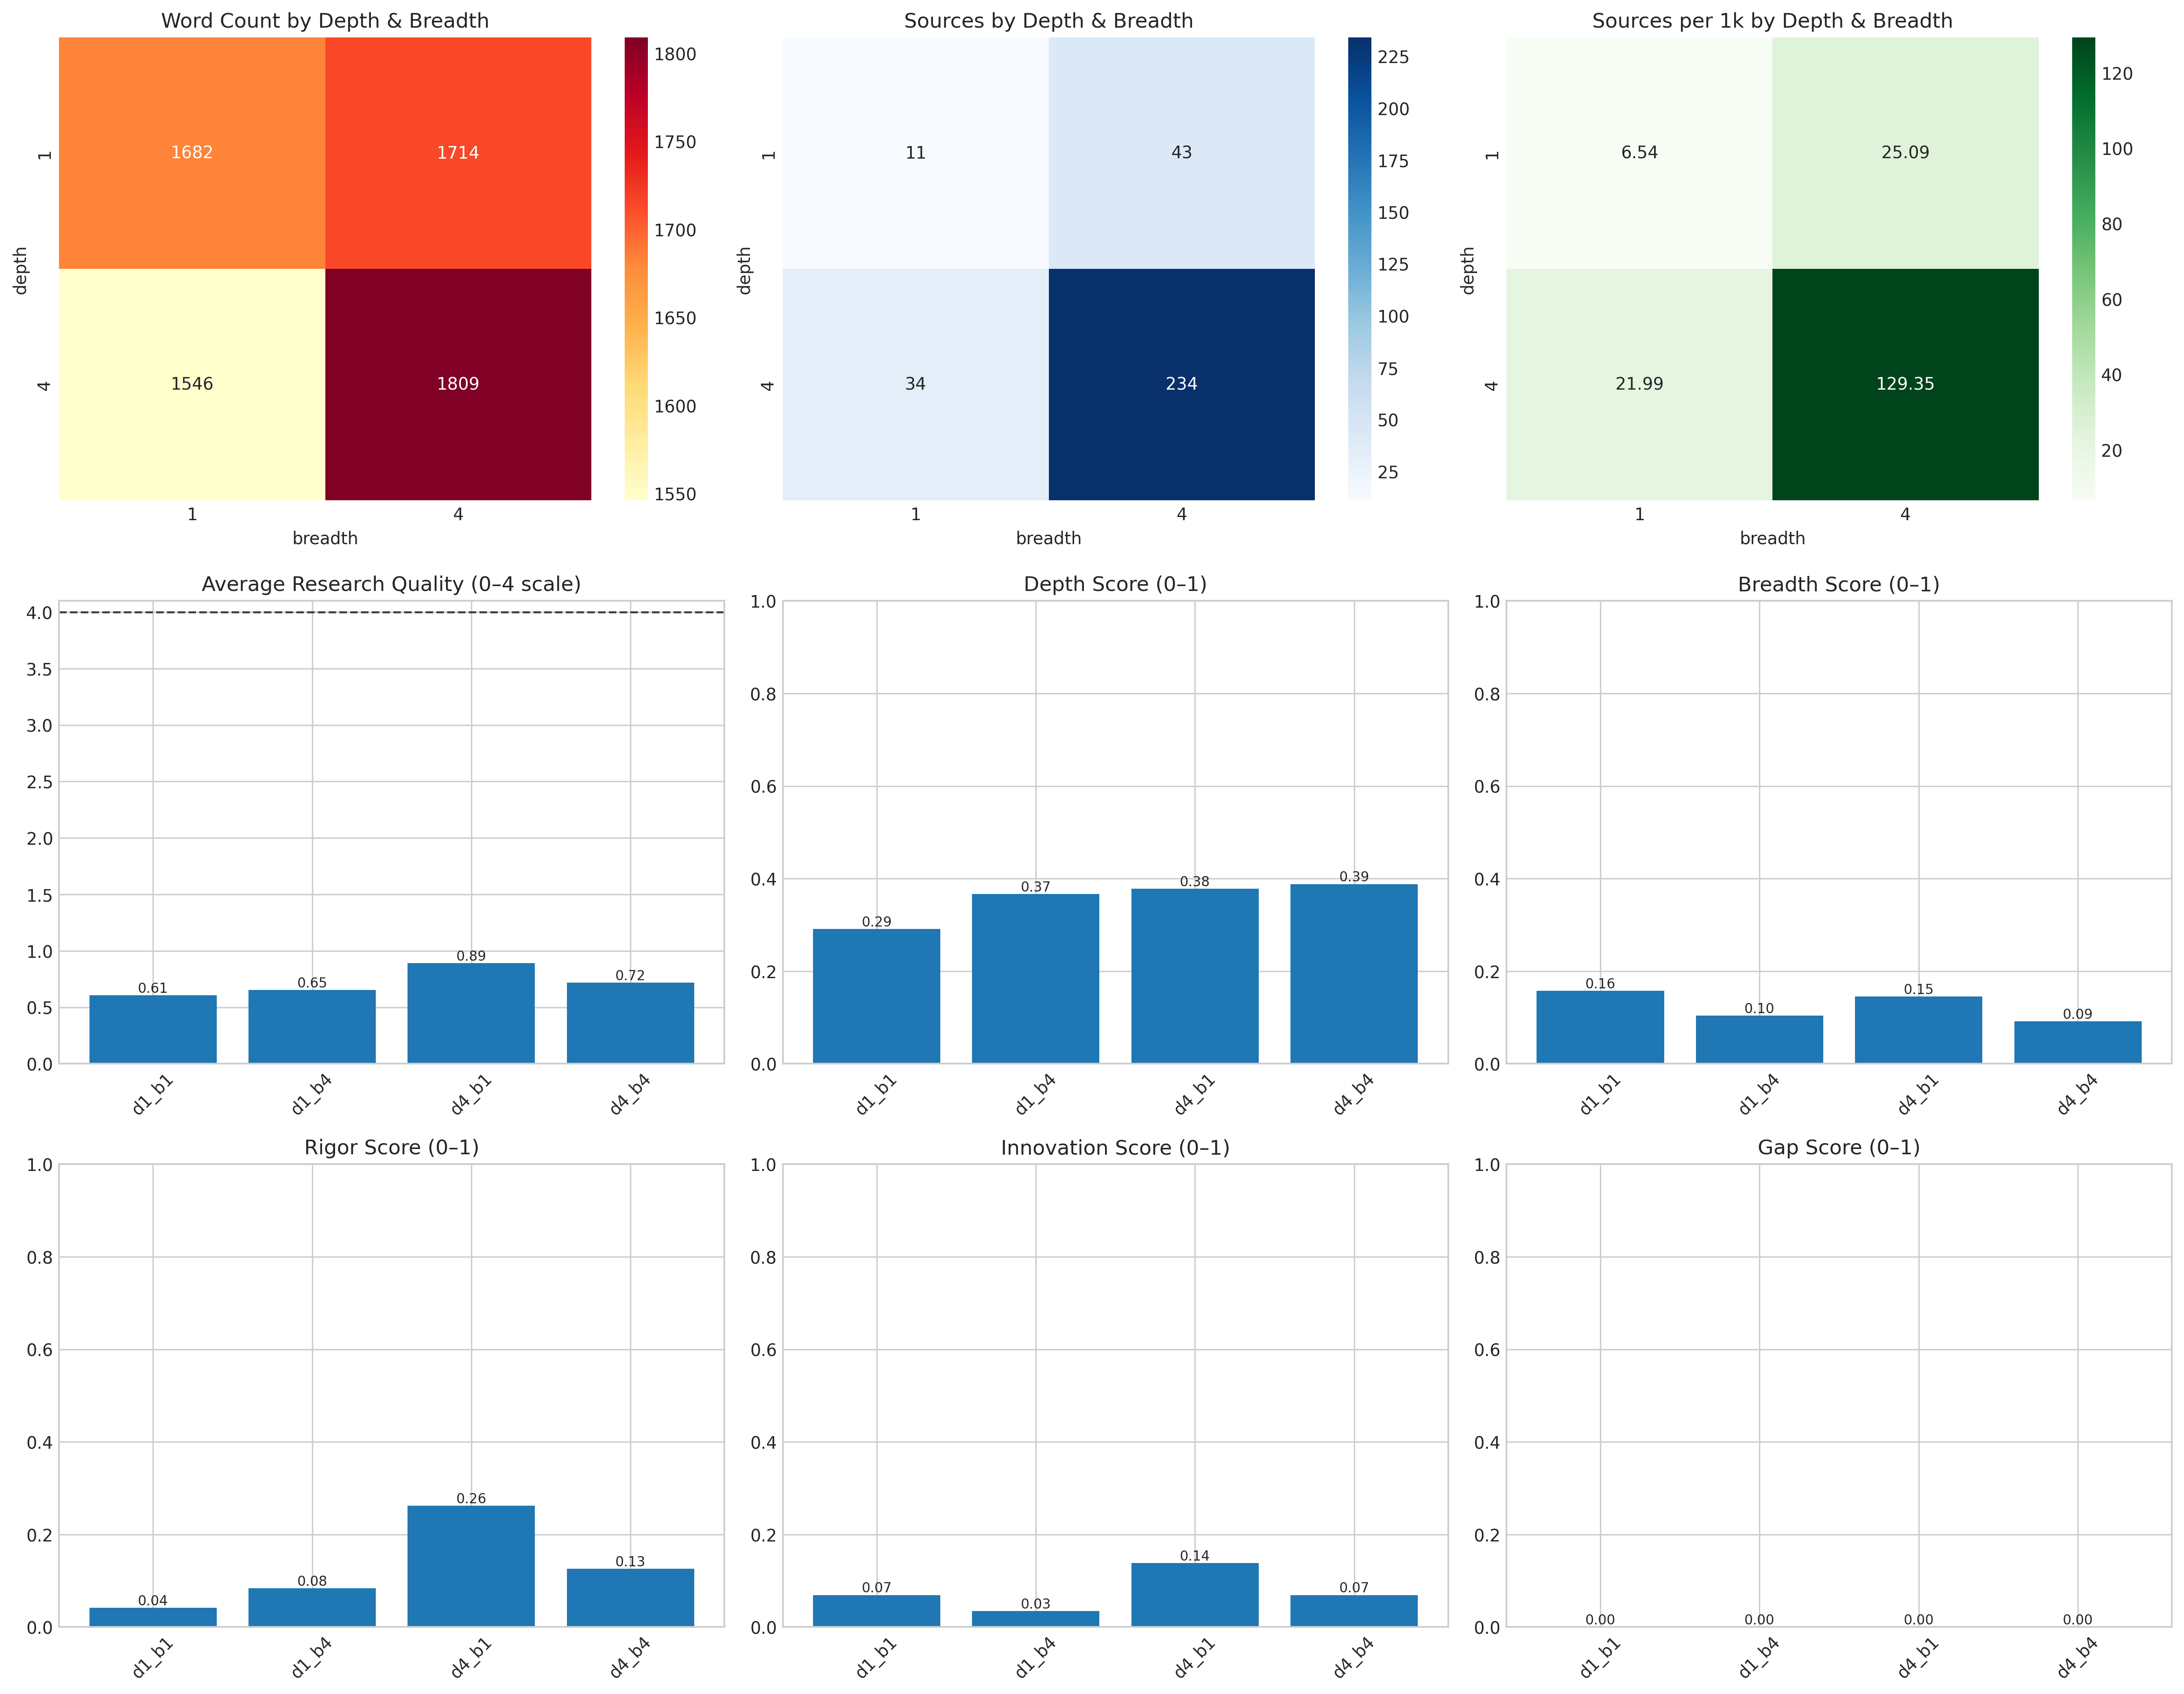 Word Count by Depth & Breadth
1682
1714
1546
1809
1
4
depth
1
4
breadth
1800
1750
1700
1650
1600
1550
Sources by Depth & Breadth
11
43
34
234
1
4
depth
1
4
breadth
225
200
175
150
125
100
75
50
25
Sources per 1k by Depth & Breadth
6.54
25.09
21.99
129.35
1
4
depth
1
4
breadth
120
100
80
60
40
20
Average Research Quality (0–4 scale)
4.0
3.5
3.0
2.5
2.0
1.5
1.0
0.5
0.0
0.61
0.65
0.89
0.72
d1_b1
d1_b4
d4_b1
d4_b4
Depth Score (0–1)
1.0
0.8
0.6
0.4
0.2
0.0
0.29
0.37
0.38
0.39
d1_b1
d1_b4
d4_b1
d4_b4
Breadth Score (0–1)
1.0
0.8
0.6
0.4
0.2
0.0
0.16
0.10
0.15
0.09
d1_b1
d1_b4
d4_b1
d4_b4
Rigor Score (0–1)
1.0
0.8
0.6
0.4
0.2
0.0
0.04
0.08
0.26
0.13
d1_b1
d1_b4
d4_b1
d4_b4
Innovation Score (0–1)
1.0
0.8
0.6
0.4
0.2
0.0
0.07
0.03
0.14
0.07
d1_b1
d1_b4
d4_b1
d4_b4
Gap Score (0–1)
1.0
0.8
0.6
0.4
0.2
0.0
0.00
0.00
0.00
0.00
d1_b1
d1_b4
d4_b1
d4_b4